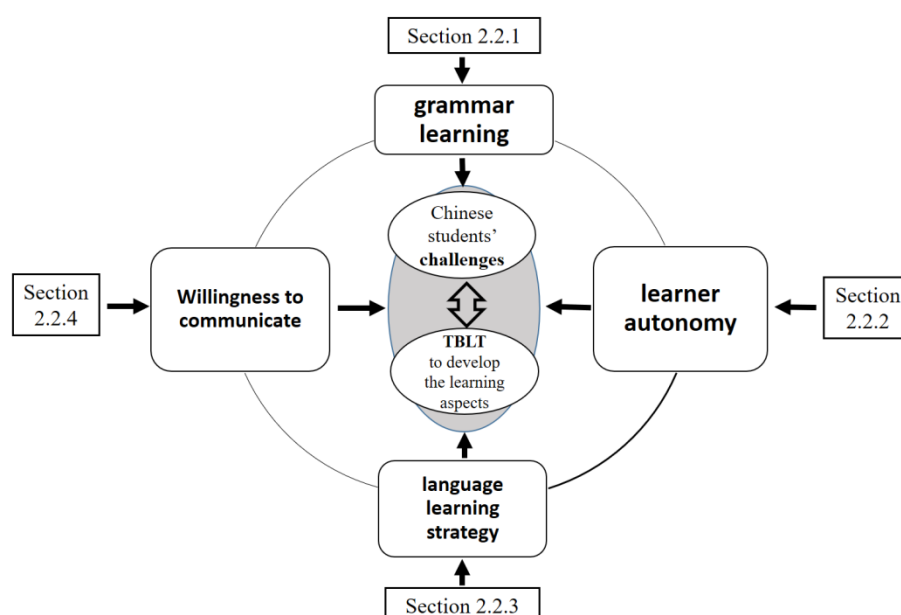 Section 2.2.1
grammar
learning
Chinese
students’
challenges
Section
2.2.4
Willingness to
communicate
learner
autonomy
Section
2.2.2
TBLT
to develop
the learning
aspects
language
learning
strategy
Section 2.2.3